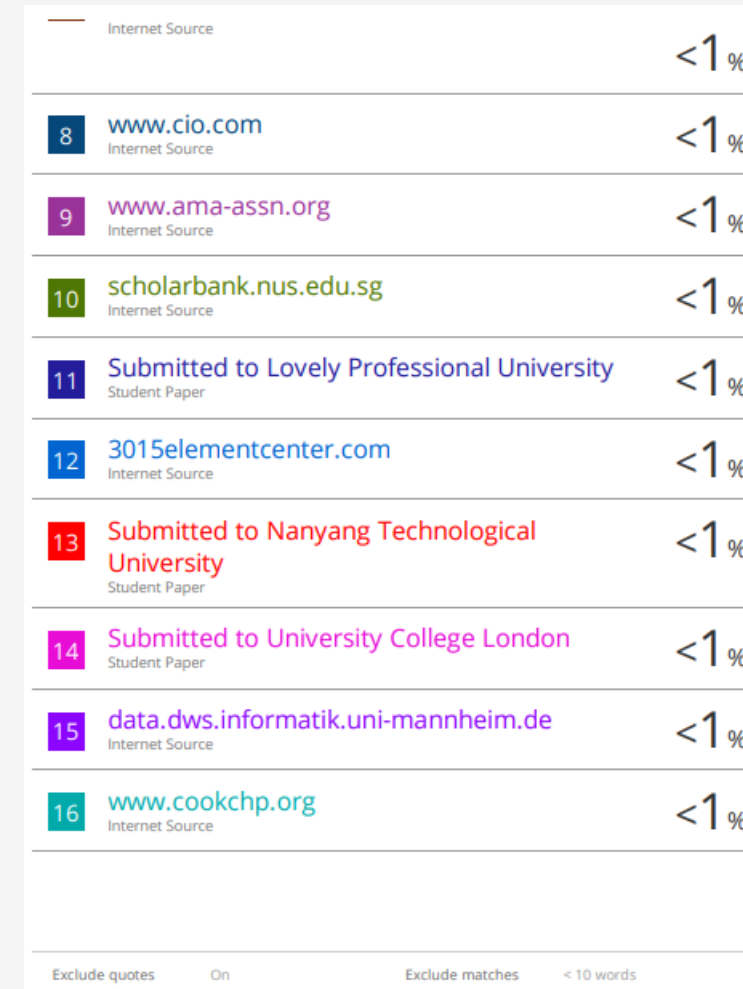 Internet Source
<1%
8 www.cio.com <1%
Internet Source
9 www.ama-assn.org <1%
Internet Source
10 scholarbank.nus.edu.sg <1%
Internet Source
11 Submitted to Lovely Professional University <1%
Student Paper
12 3015elementcenter.com <1%
Internet Source
13 Submitted to Nanyang Technological <1%
University
Student Paper
14 Submitted to University College London <1%
Student Paper
15 data.dws.informatik.uni-mannheim.de <1%
Internet Source
16 www.cookchp.org <1%
Internet Source
Exclude quotes On Exclude matches < 10 words